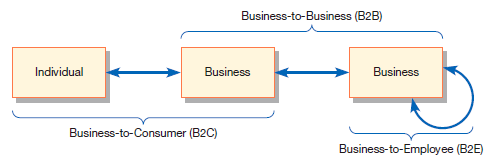 Business-to-Business (B2B)
Individual
Business
Business
Business-to-Consumer (B2C)
Business-to-Employee (B2E)